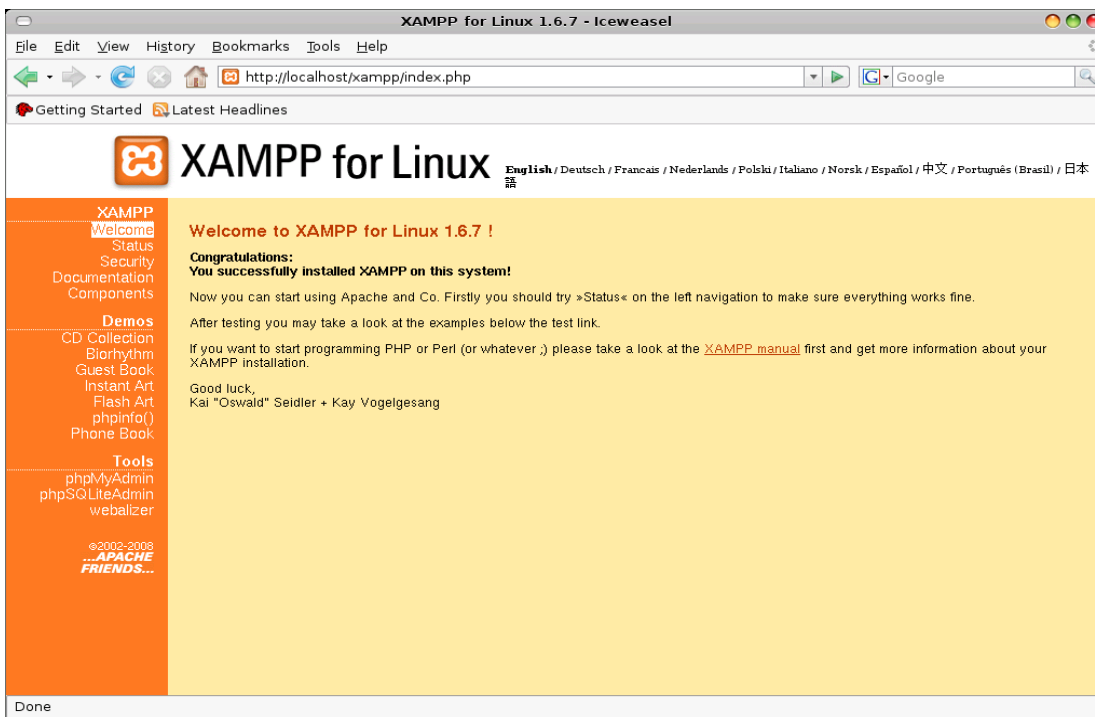 XAMPP for Linux 1.6.7 - Iceweasel
File Edit View History Bookmarks Tools Help
http://localhost/xampp/index.php
G Google
Getting Started Latest Headlines
XAMPP for Linux
English / Deutsch / Francais / Nederlands / Polski / Italiano / Norsk / Español / 中文 / Português (Brasil) / 日本
語
XAMPP
Welcome
Status
Security
Documentation
Components
Demos
CD Collection
Biorhythm
Guest Book
Instant Art
Flash Art
phpinfo()
Phone Book
Tools
phpMyAdmin
phpSQLiteAdmin
webalizer
©2002-2008
...APACHE
FRIENDS...
Welcome to XAMPP for Linux 1.6.7 !
Congratulations:
You successfully installed XAMPP on this system!
Now you can start using Apache and Co. Firstly you should try »Status« on the left navigation to make sure everything works fine.
After testing you may take a look at the examples below the test link.
If you want to start programming PHP or Perl (or whatever ;) please take a look at the XAMPP manual first and get more information about your
XAMPP installation.
Good luck,
Kai "Oswald" Seidler + Kay Vogelgesang
Done